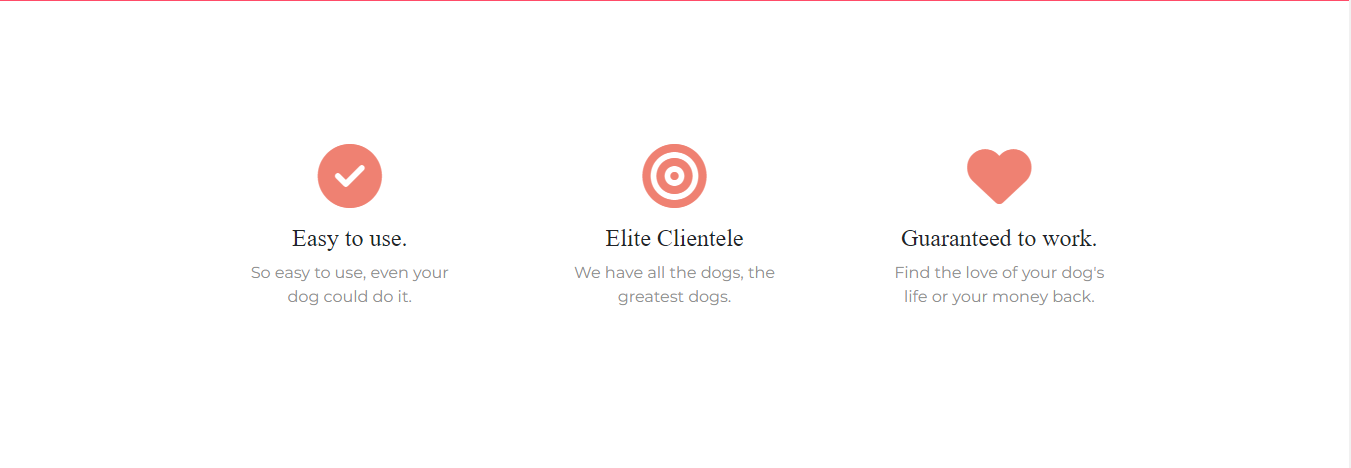 Easy to use.
So easy to use, even your
dog could do it.
Elite Clientele
We have all the dogs, the
greatest dogs.
Guaranteed to work.
Find the love of your dog's
life or your money back.